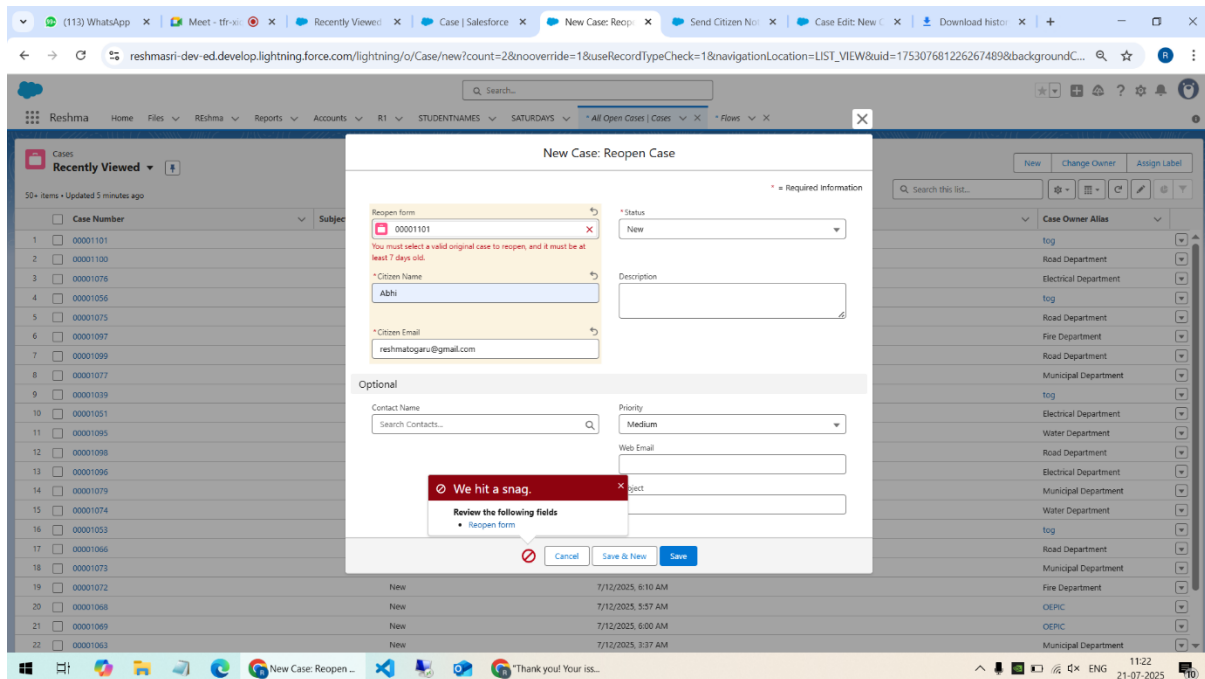 (113) WhatsApp
Meet - tfr-xic
Recently Viewed
Case | Salesforce
New Case: Reope
Send Citizen Not
Case Edit: New C
Download histor
reshmasri-dev-ed.develop.lightning.force.com/lightning/o/Case/new?count=2&nooverride=1&useRecordTypeCheck=1&navigationLocation=LIST_VIEW&uid=175307681226267489&backgroundC...
R
Search...
Reshma Home Files REshma Reports Accounts R1 STUDENTNAMES SATURDAYS * All Open Cases | Cases * Flows
Cases
Recently Viewed
New Change Owner Assign Label
50+ items • Updated 5 minutes ago
Search this list...
Case Number Subjec Case Owner Alias
1 00001101 tog
2 00001100 Road Department
3 00001076 Electrical Department
4 00001056 tog
5 00001075 Road Department
6 00001097 Fire Department
7 00001099 Road Department
8 00001077 Municipal Department
9 00001039 tog
10 00001051 Electrical Department
11 00001095 Water Department
12 00001098 Road Department
13 00001096 Electrical Department
14 00001079 Municipal Department
15 00001074 Water Department
16 00001053 tog
17 00001066 Road Department
18 00001073 Municipal Department
19 00001072 New 7/12/2025, 6:10 AM Fire Department
20 00001068 New 7/12/2025, 5:57 AM OEPIC
21 00001069 New 7/12/2025, 6:00 AM OEPIC
22 00001063 New 7/12/2025, 3:37 AM Municipal Department
New Case: Reopen Case
* = Required Information
Reopen form
00001101
You must select a valid original case to reopen, and it must be at
least 7 days old.
* Status
New
* Citizen Name
Abhi
Description
* Citizen Email
reshmatogaru@gmail.com
Optional
Contact Name
Search Contacts...
Priority
Medium
Web Email
bject
We hit a snag.
Review the following fields
• Reopen form
Cancel Save & New Save
New Case: Reopen ...
"Thank you! Your iss...
ENG
11:22
21-07-2025